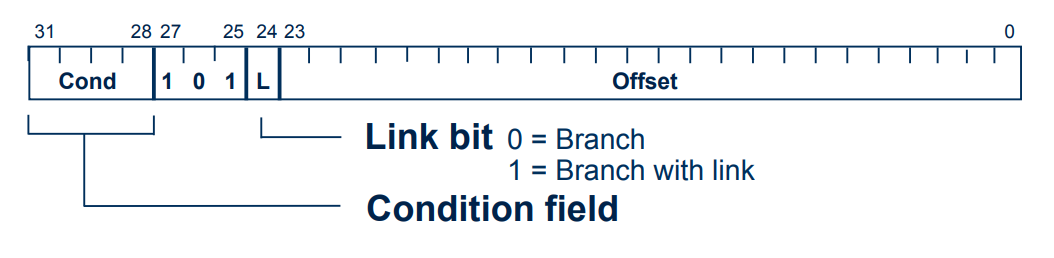 31 28 27 25 24 23 0
Cond 1 0 1 L Offset
Link bit 0 = Branch
1 = Branch with link
Condition field